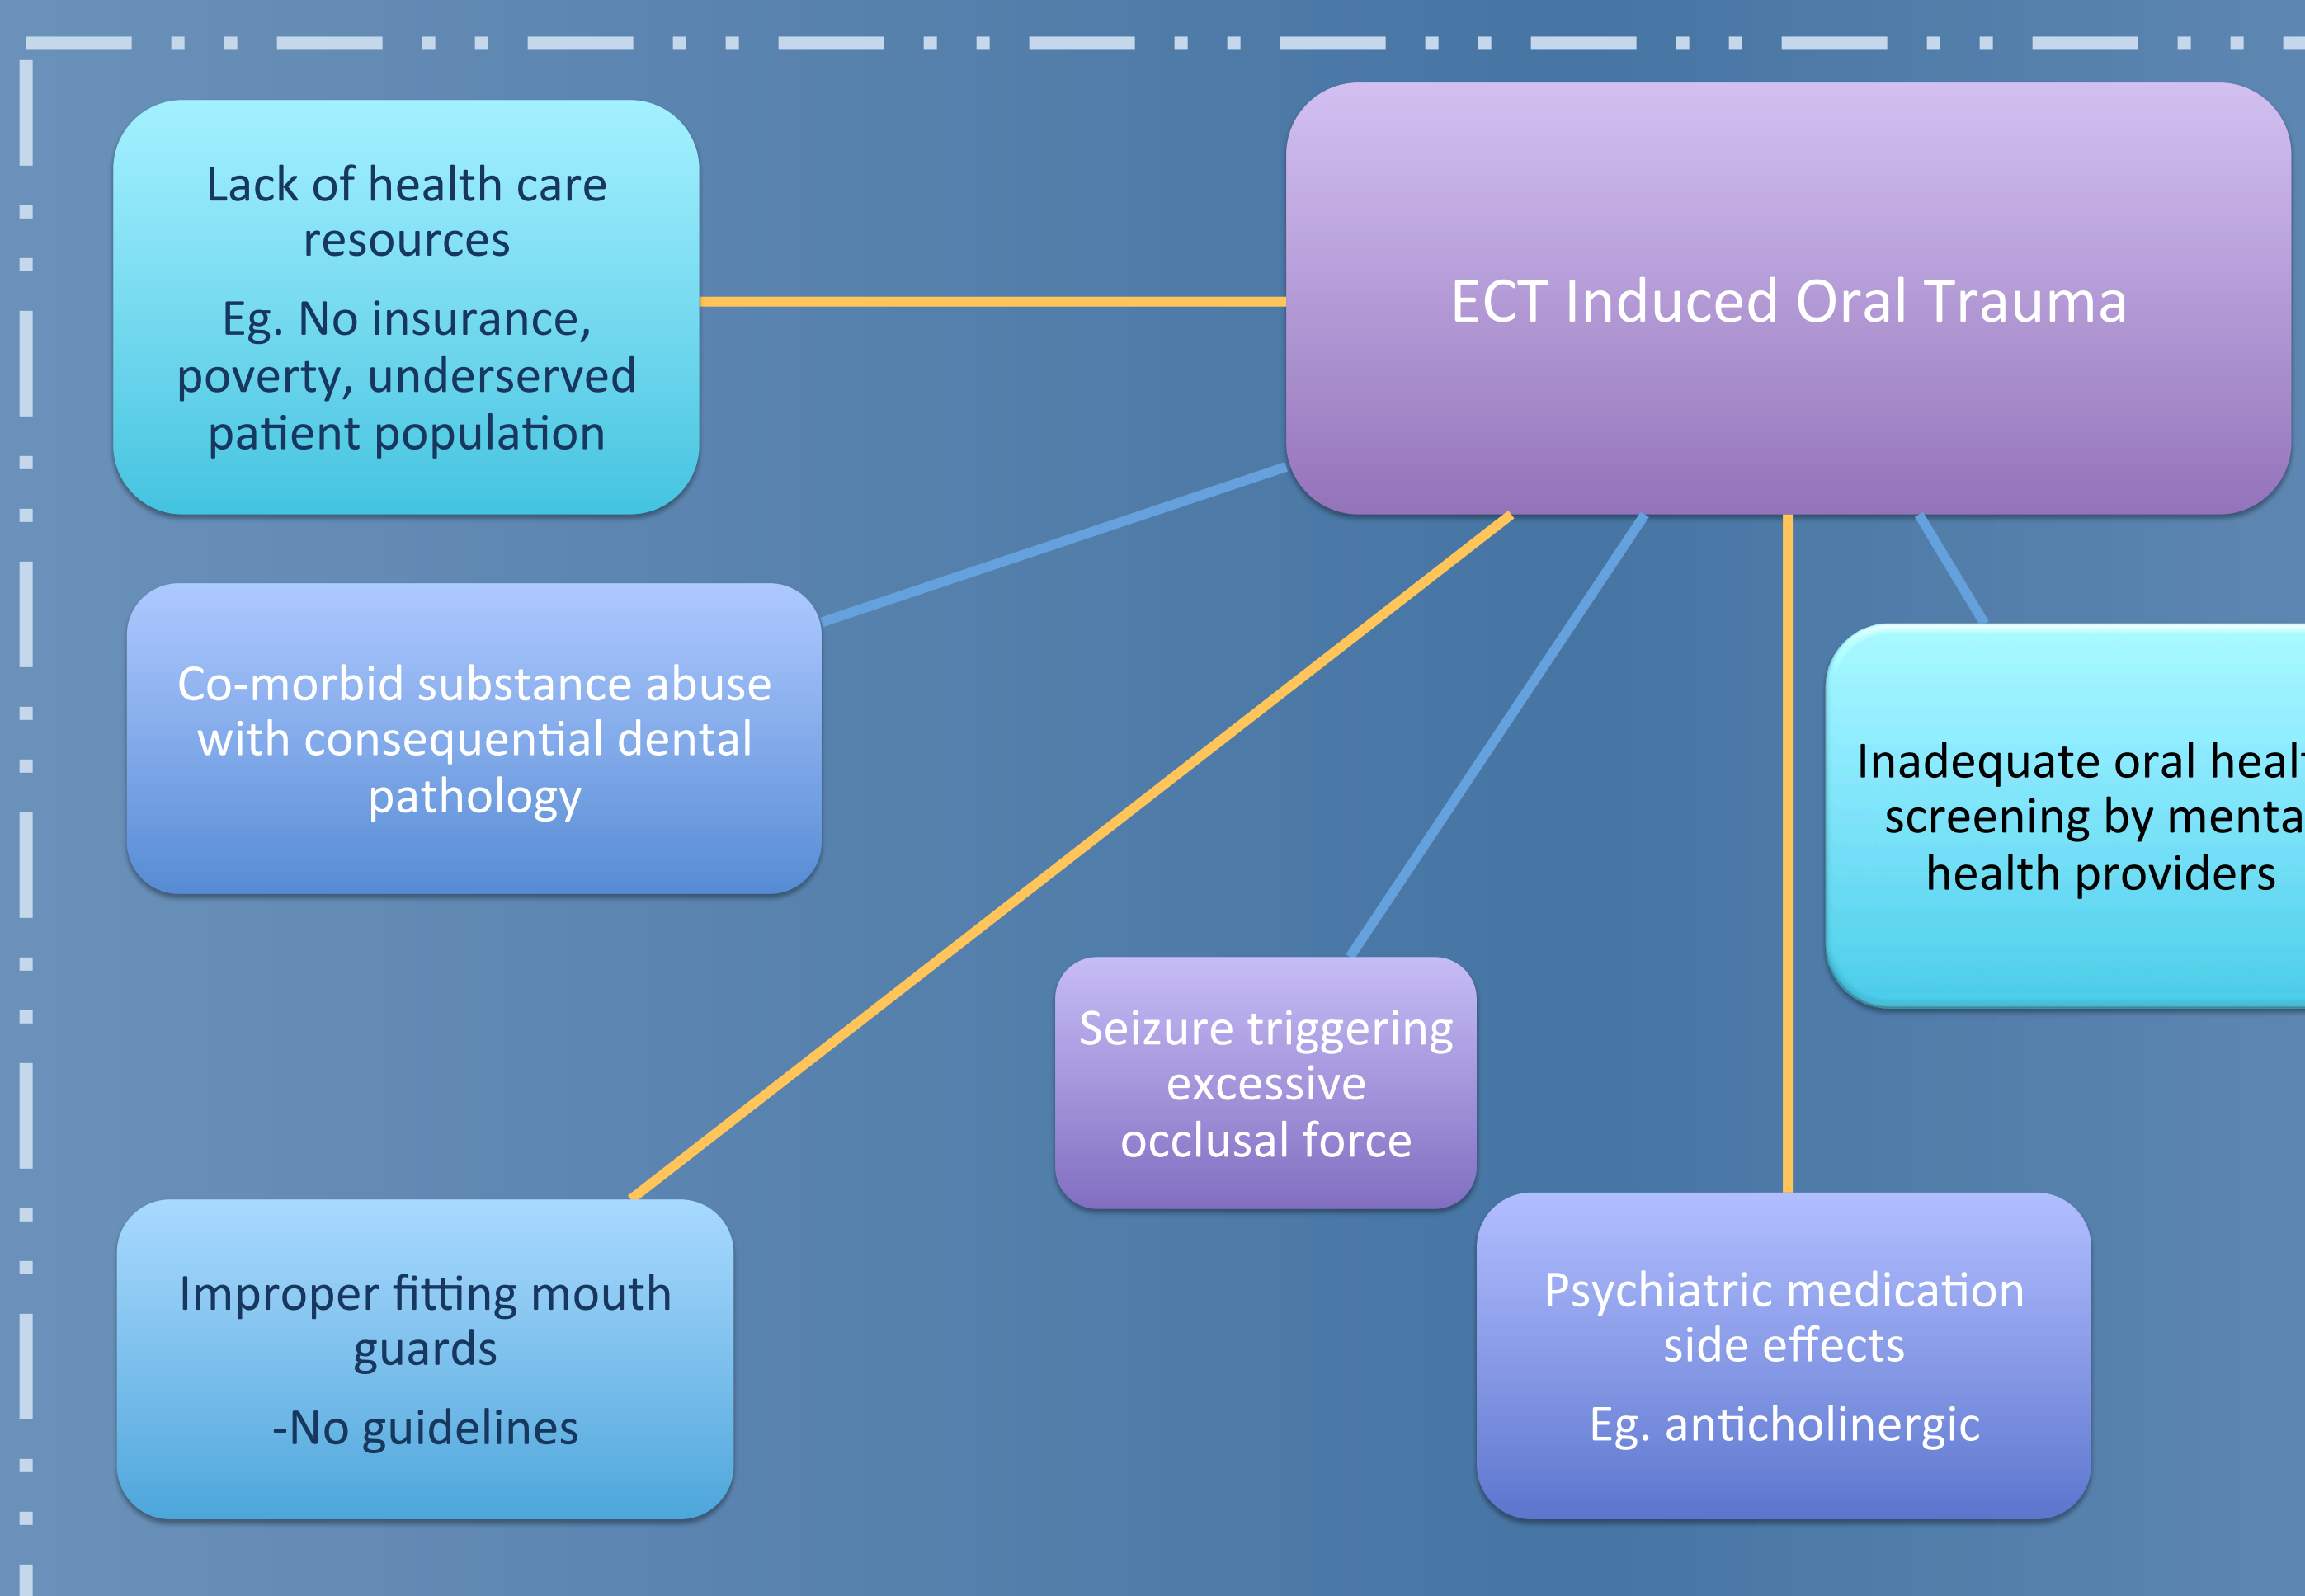 Lack of health care
resources
Eg. No insurance,
poverty, underserved
patient population
ECT Induced Oral Trauma
Co-morbid substance abuse
with consequential dental
pathology
Inadequate oral
screening by
health providers
Seizure triggering
excessive
occlusal force
Improper fitting mouth
guards
-No guidelines
Psychiatric medication
side effects
Eg. anticholinergic